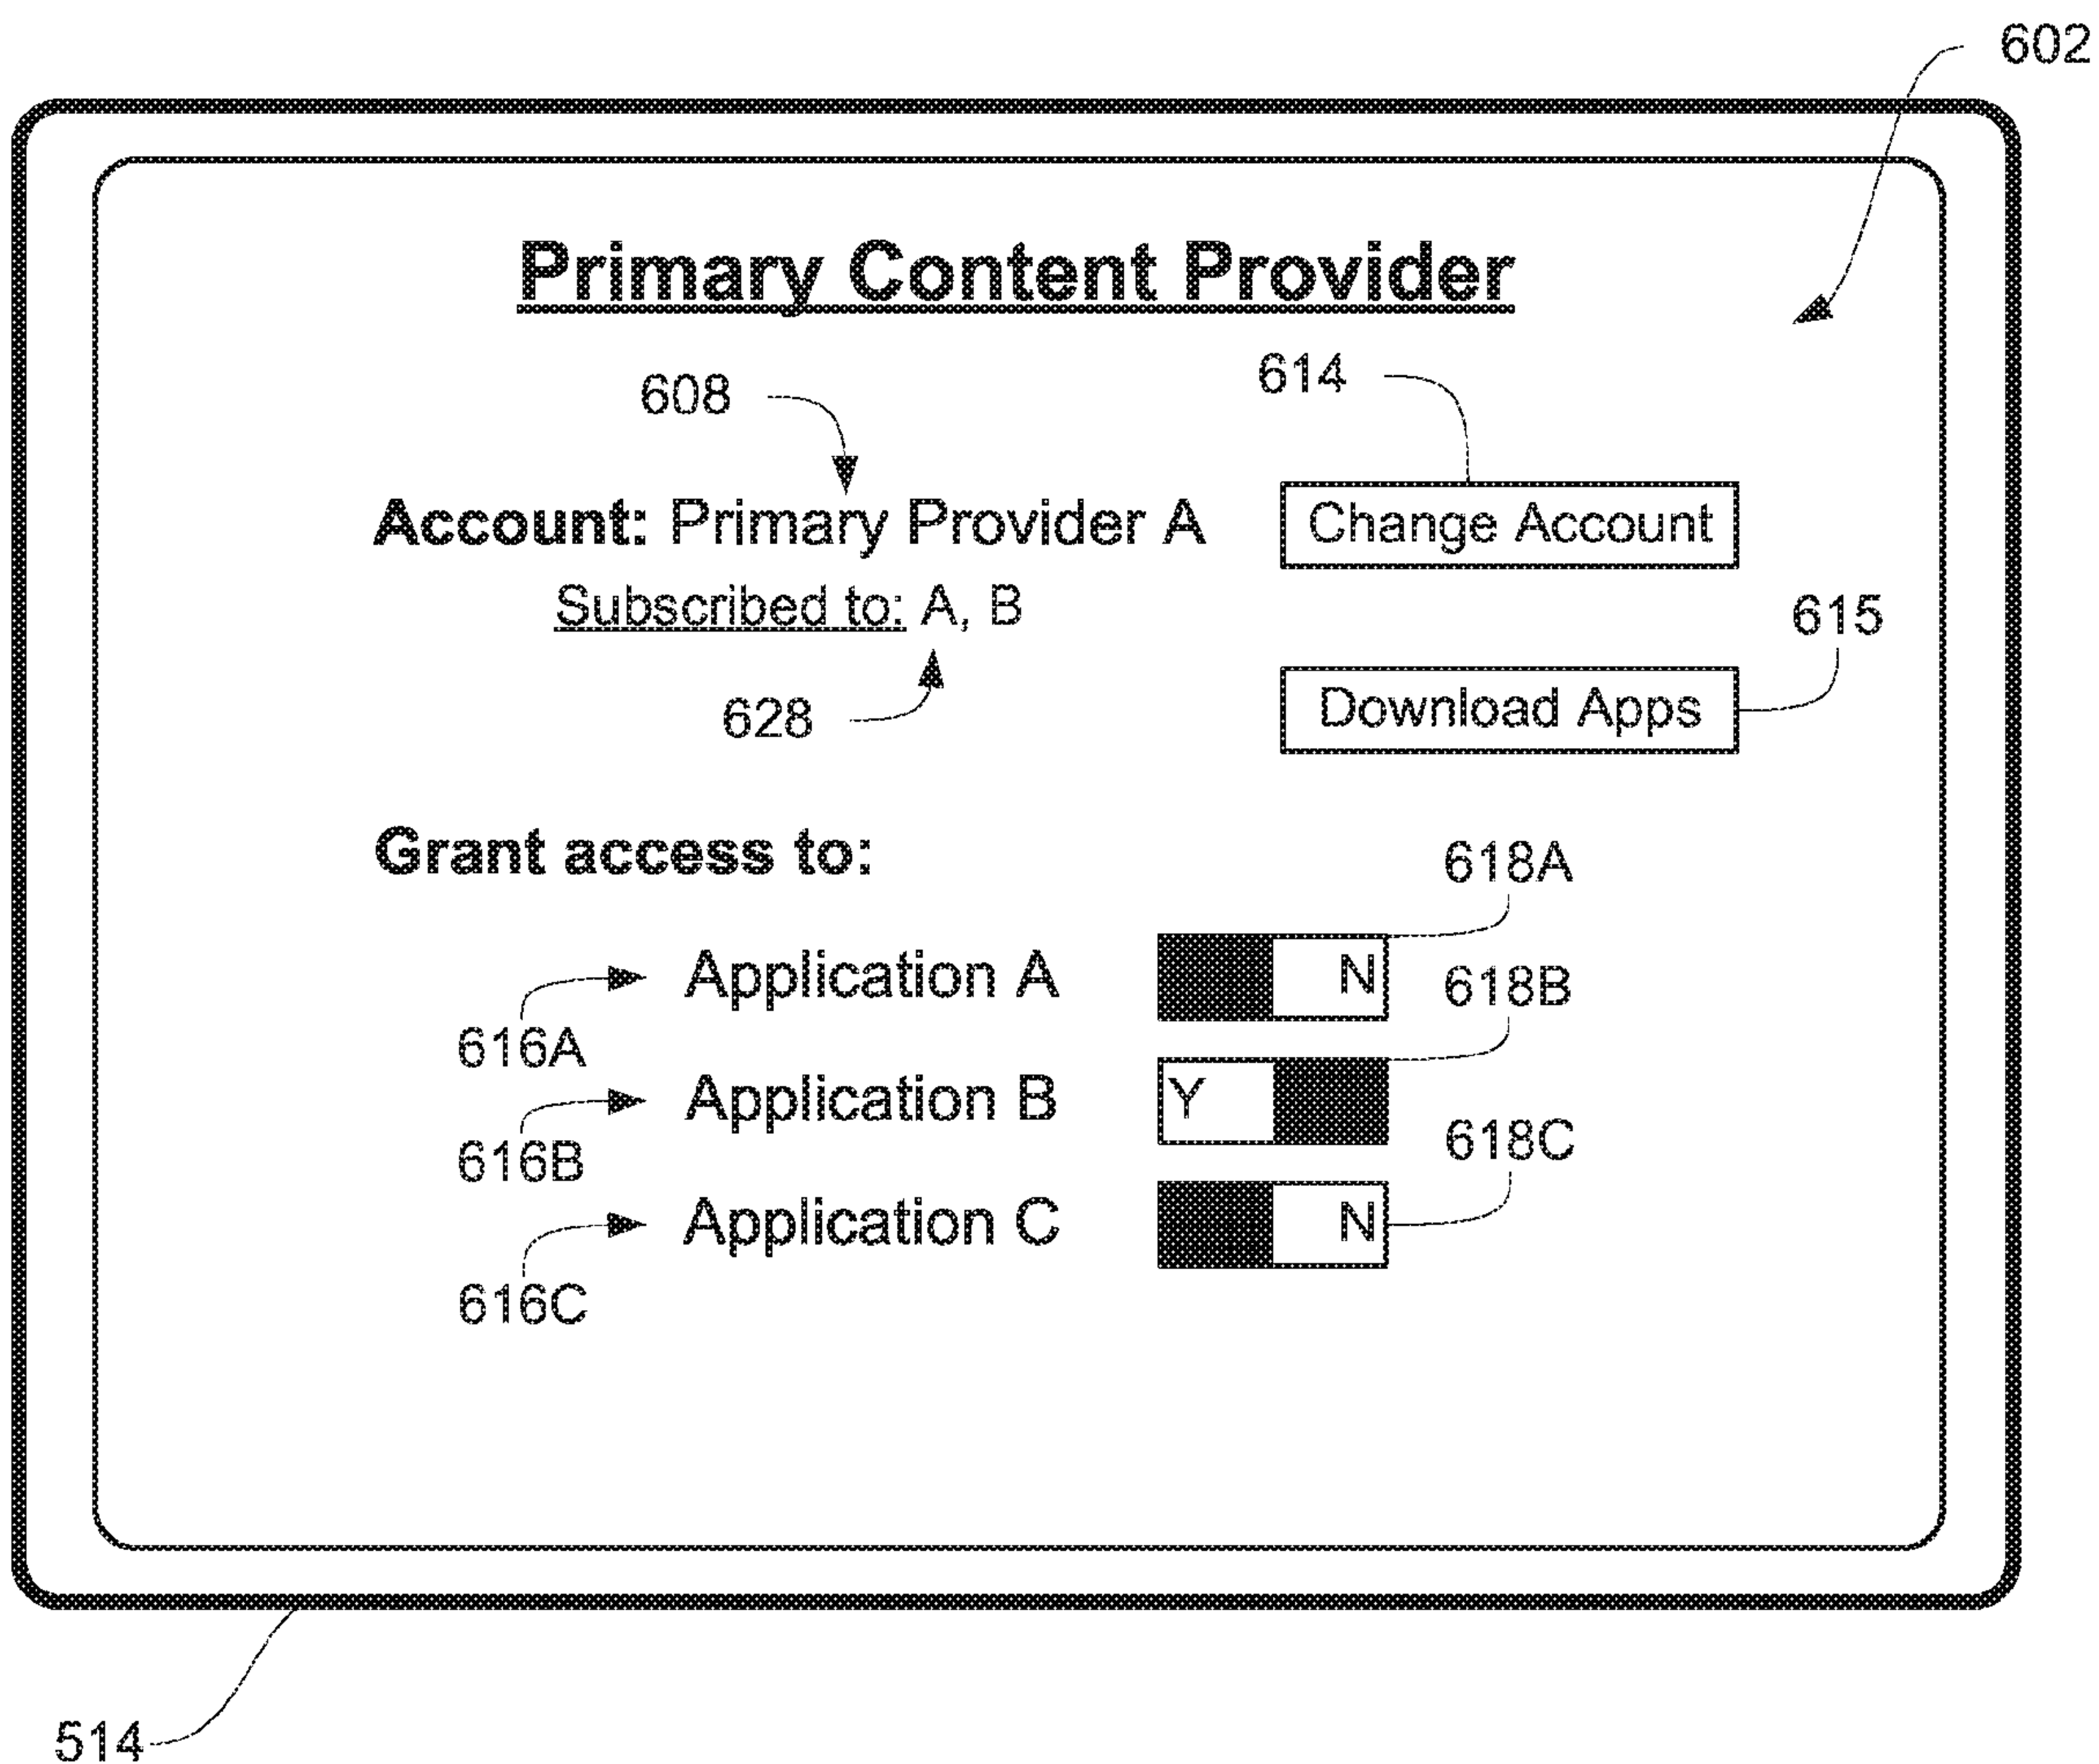 602
Primary Content Provider
608
614
Account: Primary Provider A
Change Account
Subscribed to: A, B
615
628
Download Apps
Grant access to:
618A
Application A
N
618B
616A
Application B
Y
616B
618C
Application C
N
616C
514